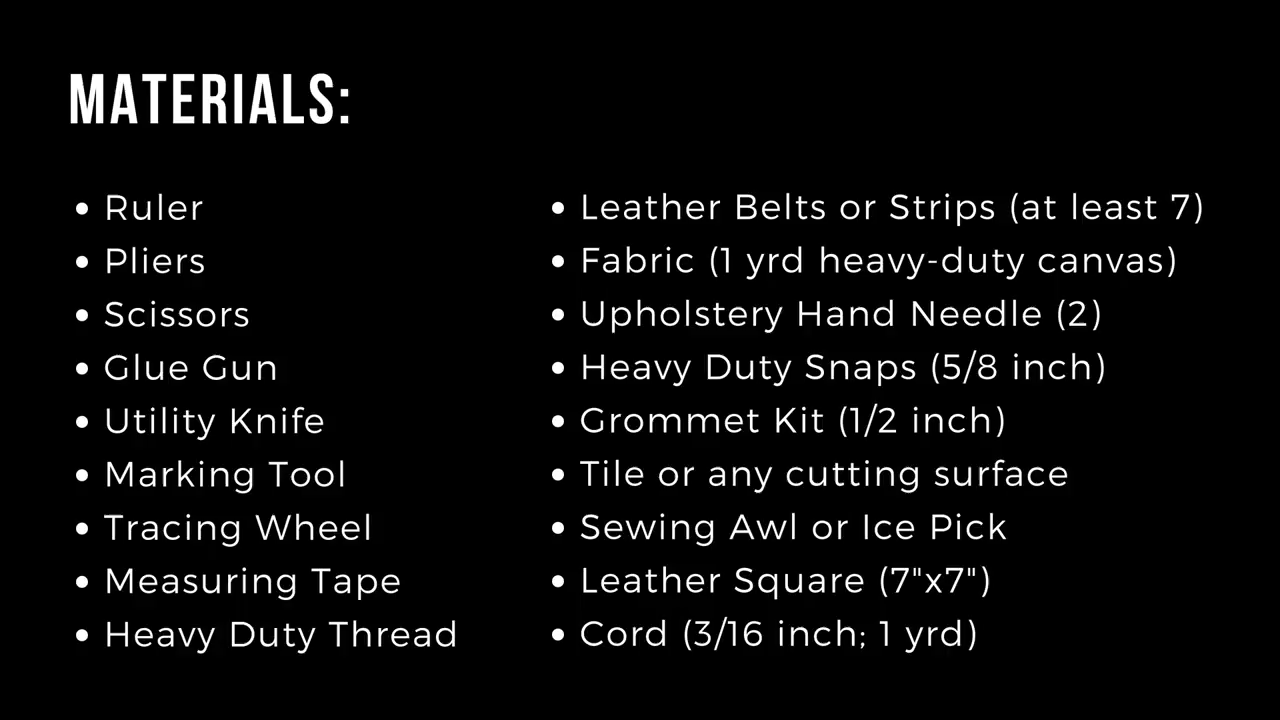 MATERIALS:
Ruler
Pliers
Scissors
Glue Gun
Utility Knife
Marking Tool
Tracing Wheel
Measuring Tape
Heavy Duty Thread
Leather Belts or Strips (at least 7)
Fabric (1 yrd heavy-duty canvas)
Upholstery Hand Needle (2)
Heavy Duty Snaps (5/8 inch)
Grommet Kit (1/2 inch)
Tile or any cutting surface
Sewing Awl or Ice Pick
Leather Square (7"x7")
Cord (3/16 inch; 1 yrd)